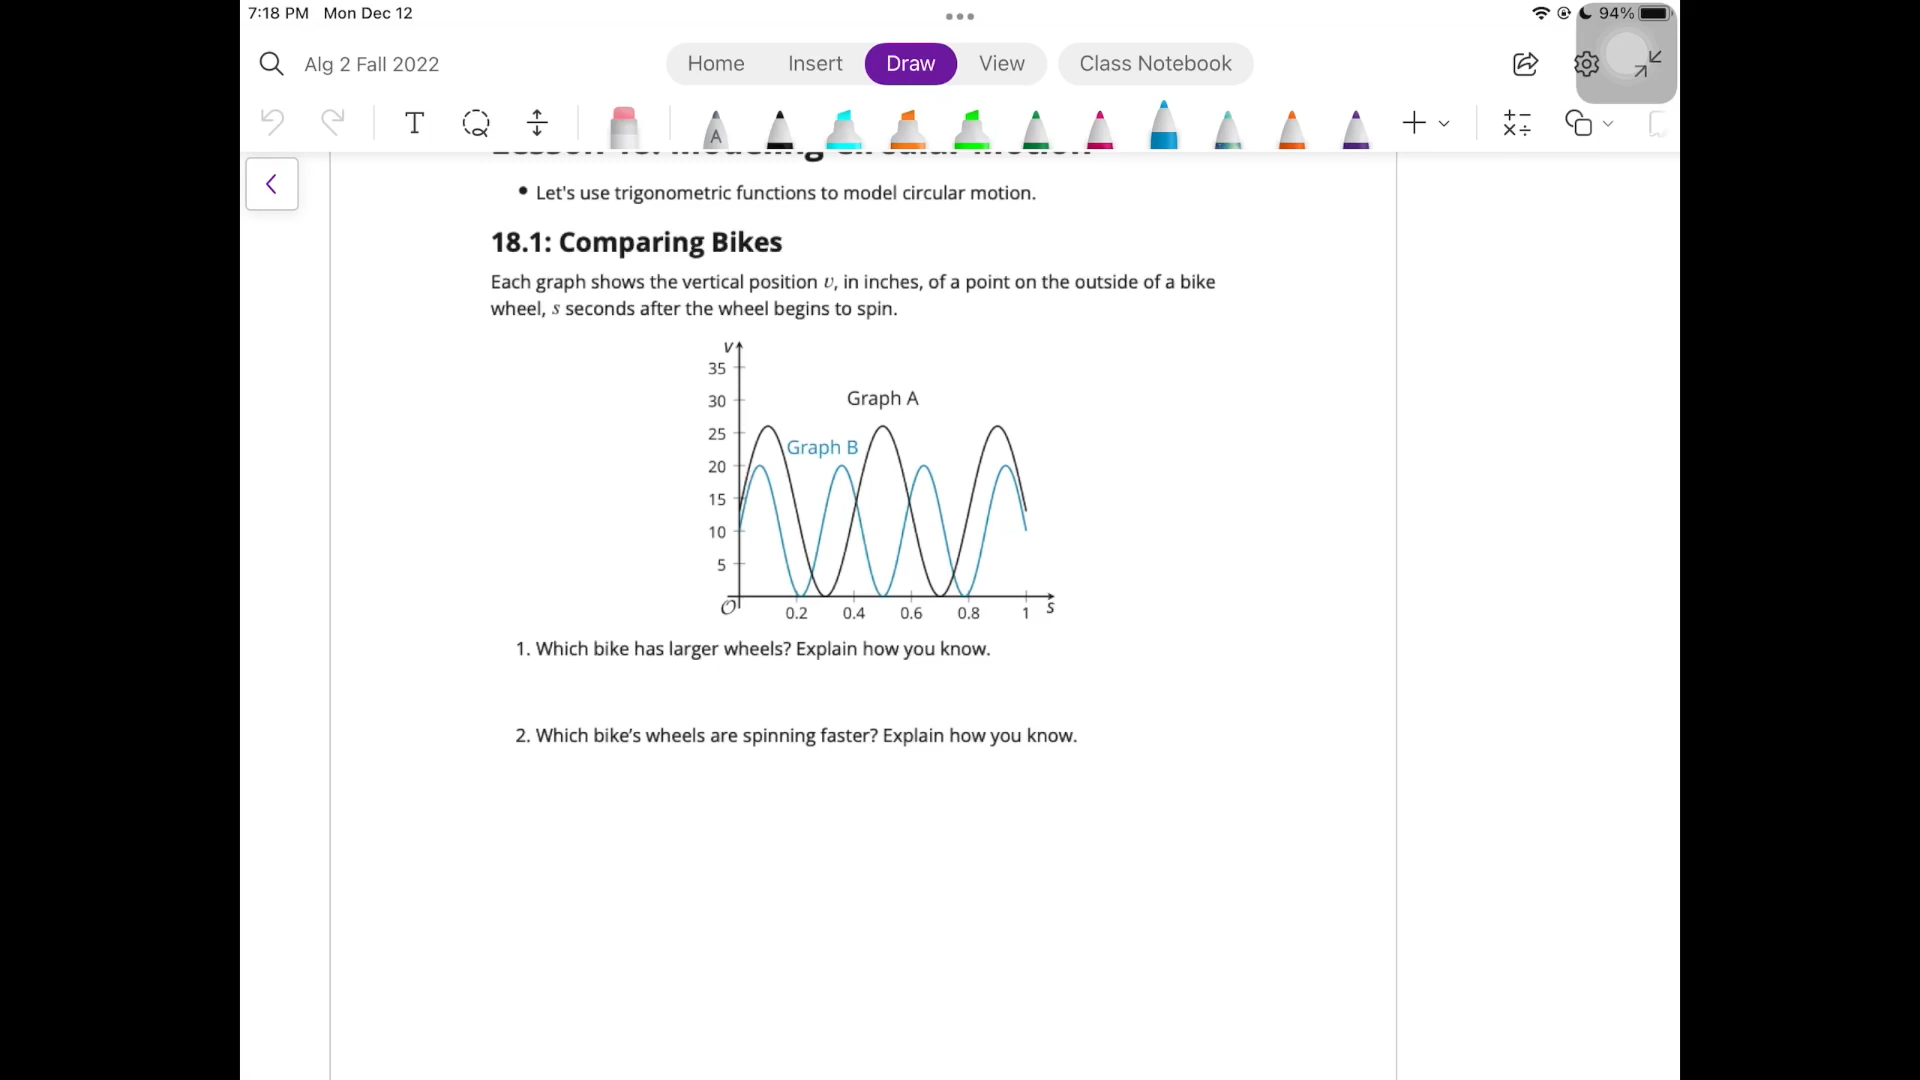 7:18 PM Mon Dec 12
94%
Alg 2 Fall 2022
Home Insert Draw View Class Notebook
T
A
• Let's use trigonometric functions to model circular motion.
18.1: Comparing Bikes
Each graph shows the vertical position v, in inches, of a point on the outside of a bike
wheel, s seconds after the wheel begins to spin.
v
35
30
25
20
15
10
5
Graph A
Graph B
O
0.2 0.4 0.6 0.8 1 s
1. Which bike has larger wheels? Explain how you know.
2. Which bike’s wheels are spinning faster? Explain how you know.